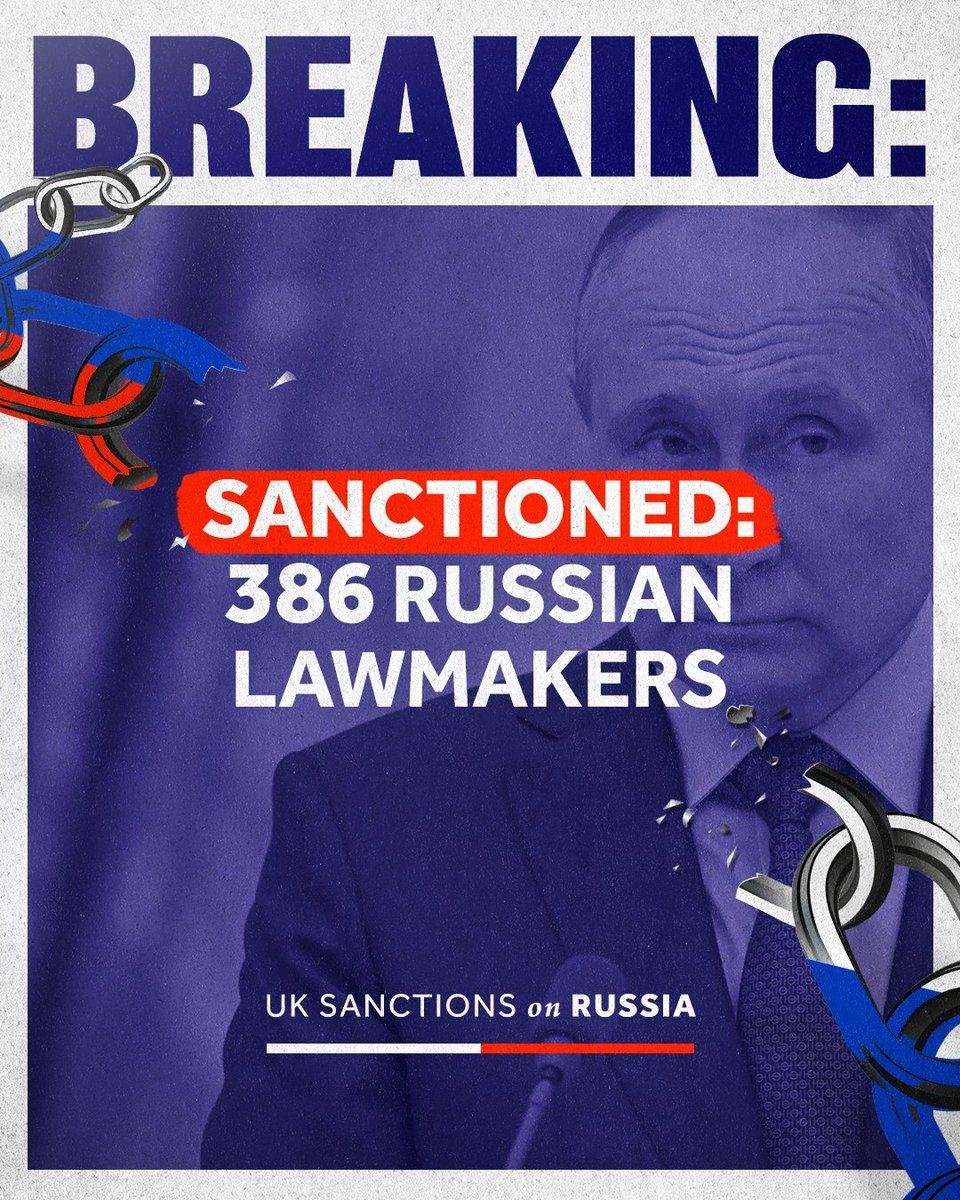 BREAKING:
SANCTIONED:
386 RUSSIAN
LAWMAKERS
UK SANCTIONS on RUSSIA